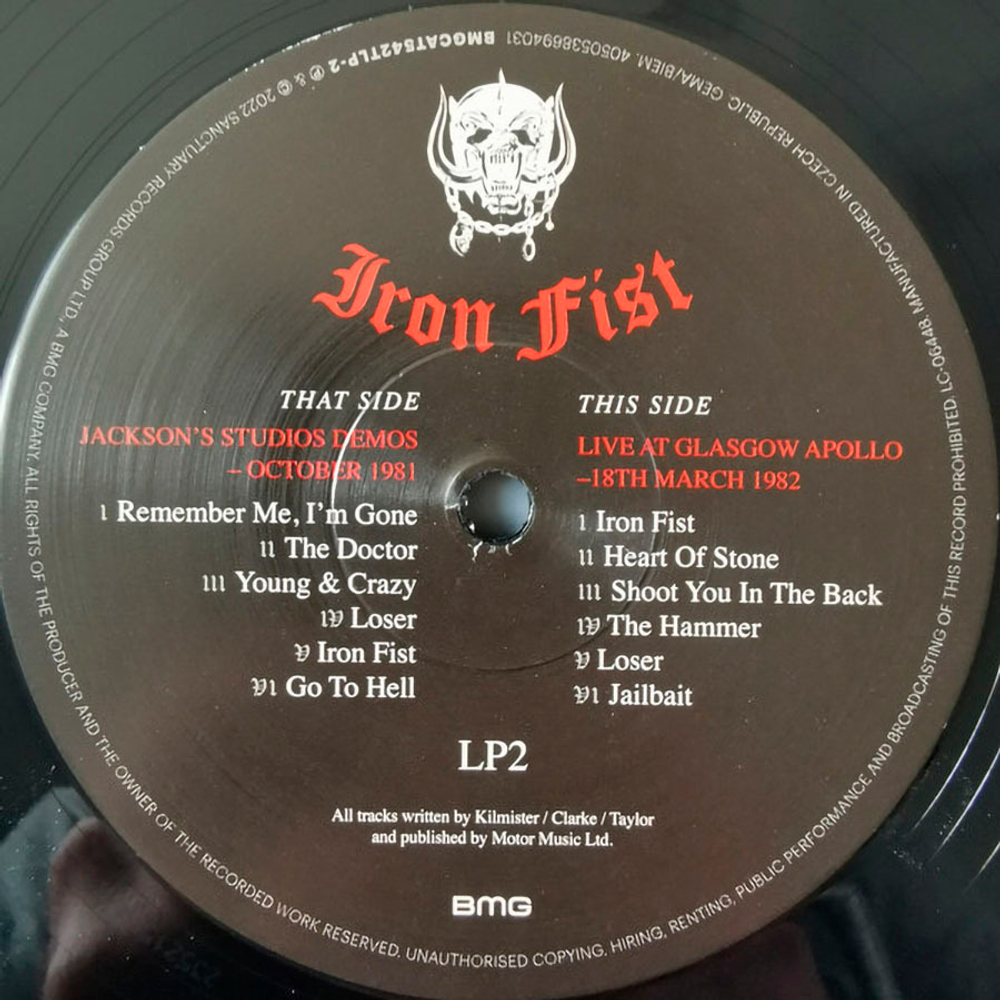 Iron Fist
THAT SIDE
JACKSON'S STUDIOS DEMOS
– OCTOBER 1981
I Remember Me, I'm Gone
II The Doctor
III Young & Crazy
IV Loser
V Iron Fist
VI Go To Hell
THIS SIDE
LIVE AT GLASGOW APOLLO
–18TH MARCH 1982
I Iron Fist
II Heart Of Stone
III Shoot You In The Back
IV The Hammer
V Loser
VI Jailbait
LP2
All tracks written by Kilmister / Clarke / Taylor
and published by Motor Music Ltd.
BMG
BMGCAT542TLP-2 ℗ & © 2022 SANCTUARY RECORDS GROUP LTD, A BMG COMPANY. ALL RIGHTS OF THE PRODUCER AND THE OWNER OF THE RECORDED WORK RESERVED. UNAUTHORISED COPYING, HIRING, RENTING, PUBLIC PERFORMANCE AND BROADCASTING OF THIS RECORD PROHIBITED. LC-06448. MANUFACTURED IN CZECH REPUBLIC. GEMA/BIEM. 4050538694031